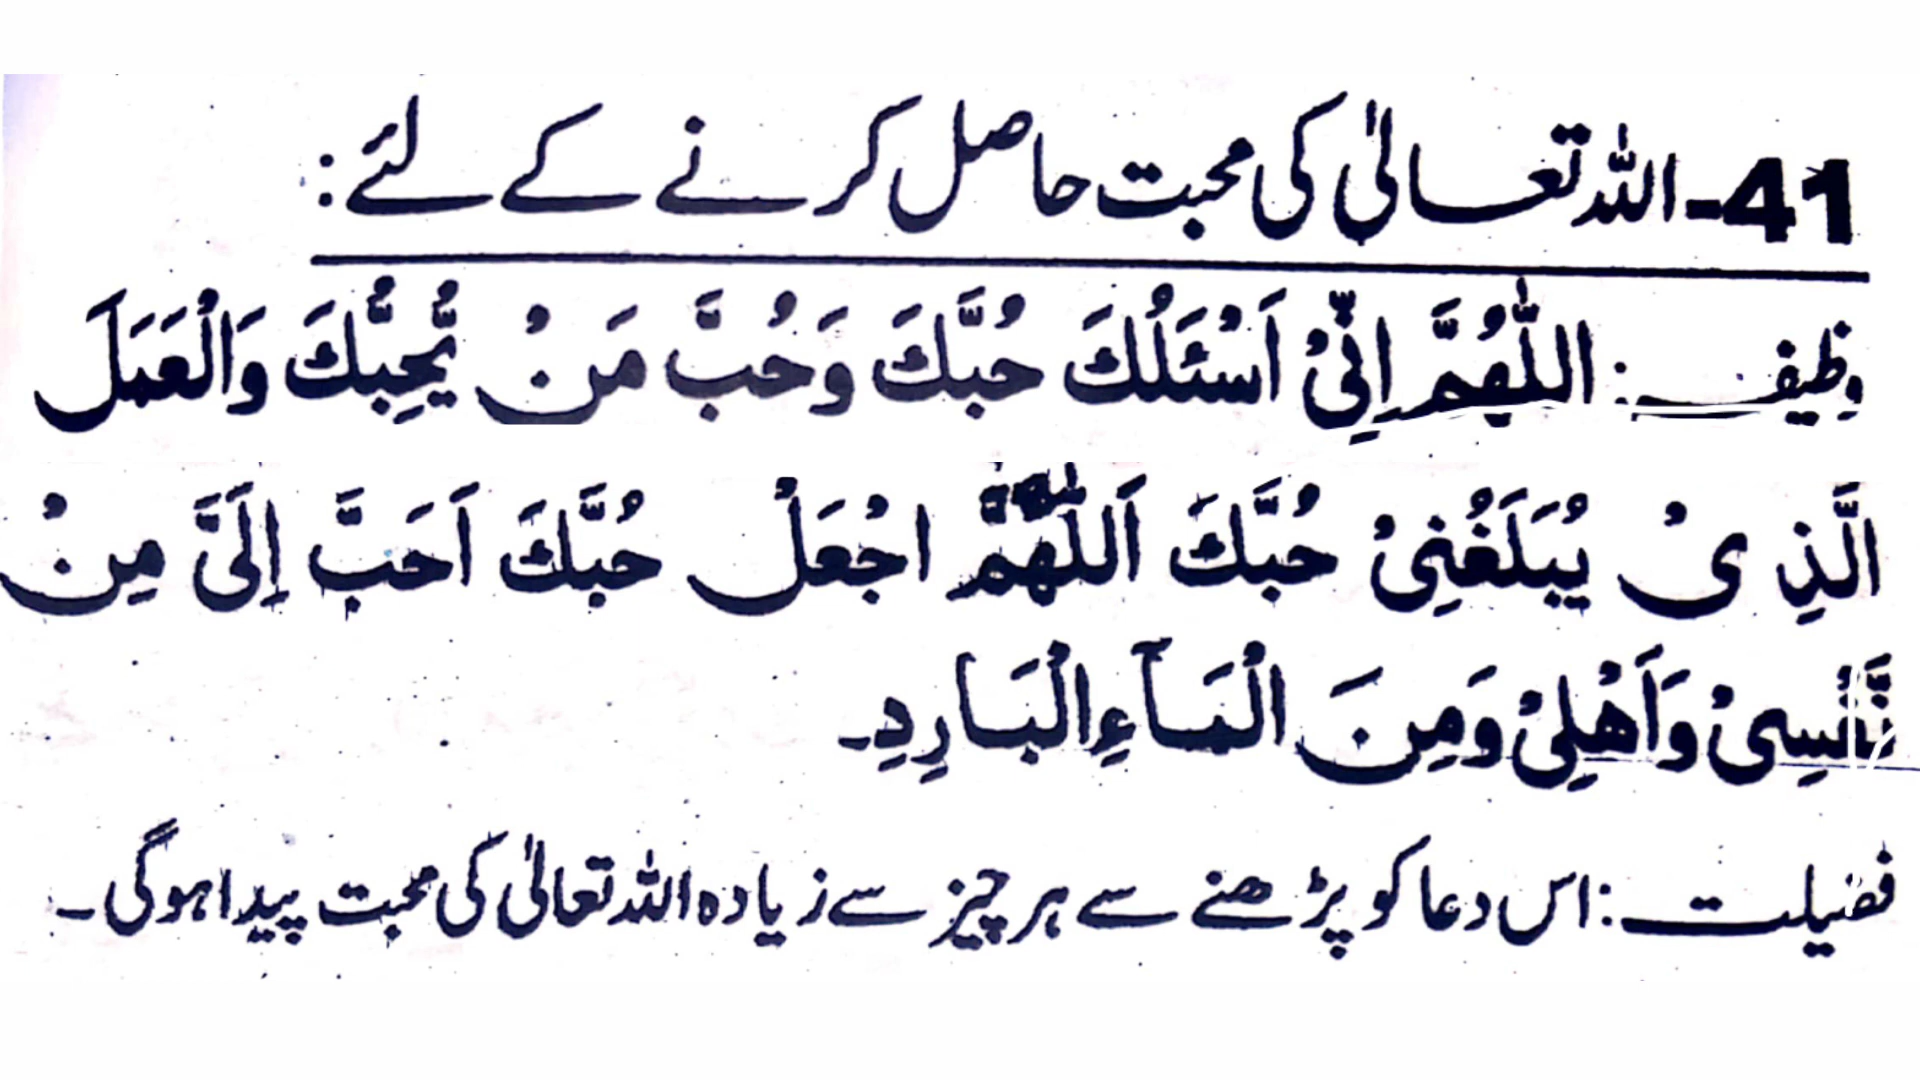 41-اللہ تعالیٰ کی محبت حاصل کرنے کے لئے:
وظیفہ: اَللّٰهُمَّ اِنِّیْ اَسْئَلُكَ حُبَّكَ وَحُبَّ مَنْ یُّحِبُّكَ وَالْعَمَلَ
الَّذِیْ یُبَلِّغُنِیْ حُبَّكَ اَللّٰهُمَّ اجْعَلْ حُبَّكَ اَحَبَّ اِلَیَّ مِنْ
نَّفْسِیْ وَاَهْلِیْ وَمِنَ الْمَآءِ الْبَارِدِ۔
فضیلت: اس دعا کو پڑھنے سے ہر چیز سے زیادہ اللہ تعالیٰ کی محبت پیدا ہوگی۔